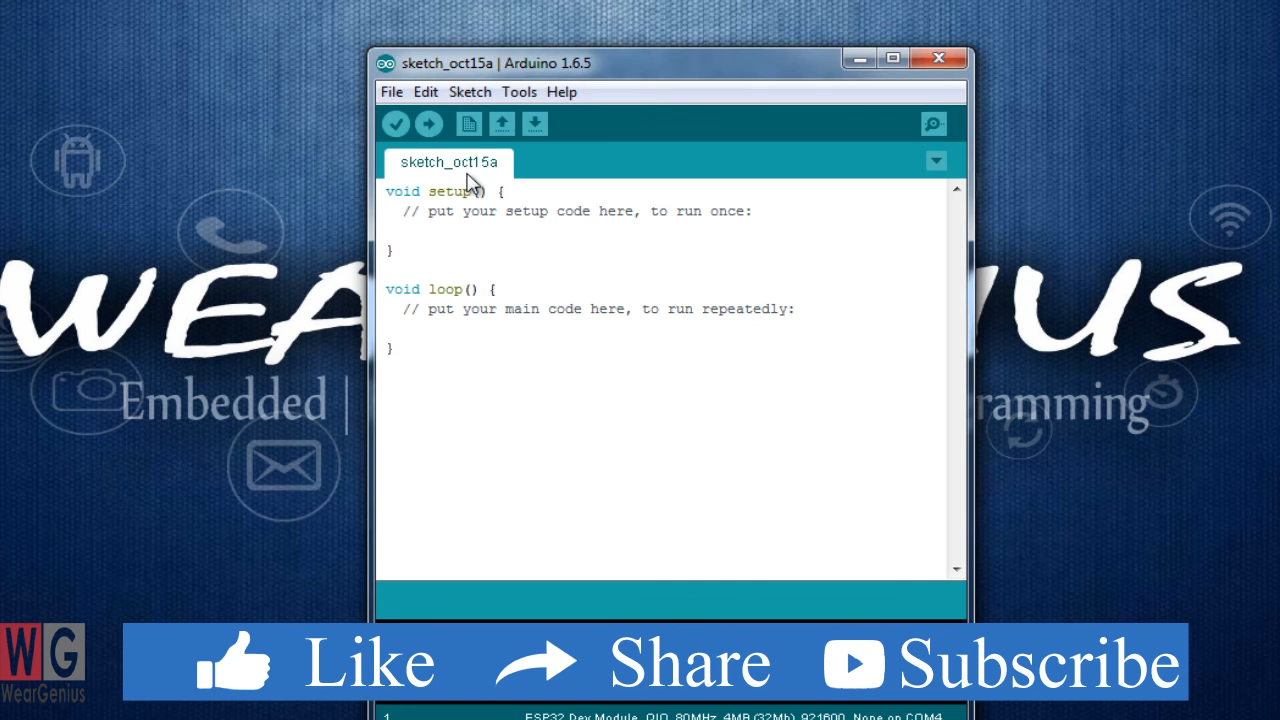 sketch_oct15a | Arduino 1.6.5
File Edit Sketch Tools Help
sketch_oct15a
void setup() {
// put your setup code here, to run once:
}
void loop() {
// put your main code here, to run repeatedly:
}
Embedded |
ramming
WG
WearGenius
Like Share Subscribe
1 ESP32 Dev Module, QIO, 80MHz, 4MB (32Mb), 921600, None on COM4